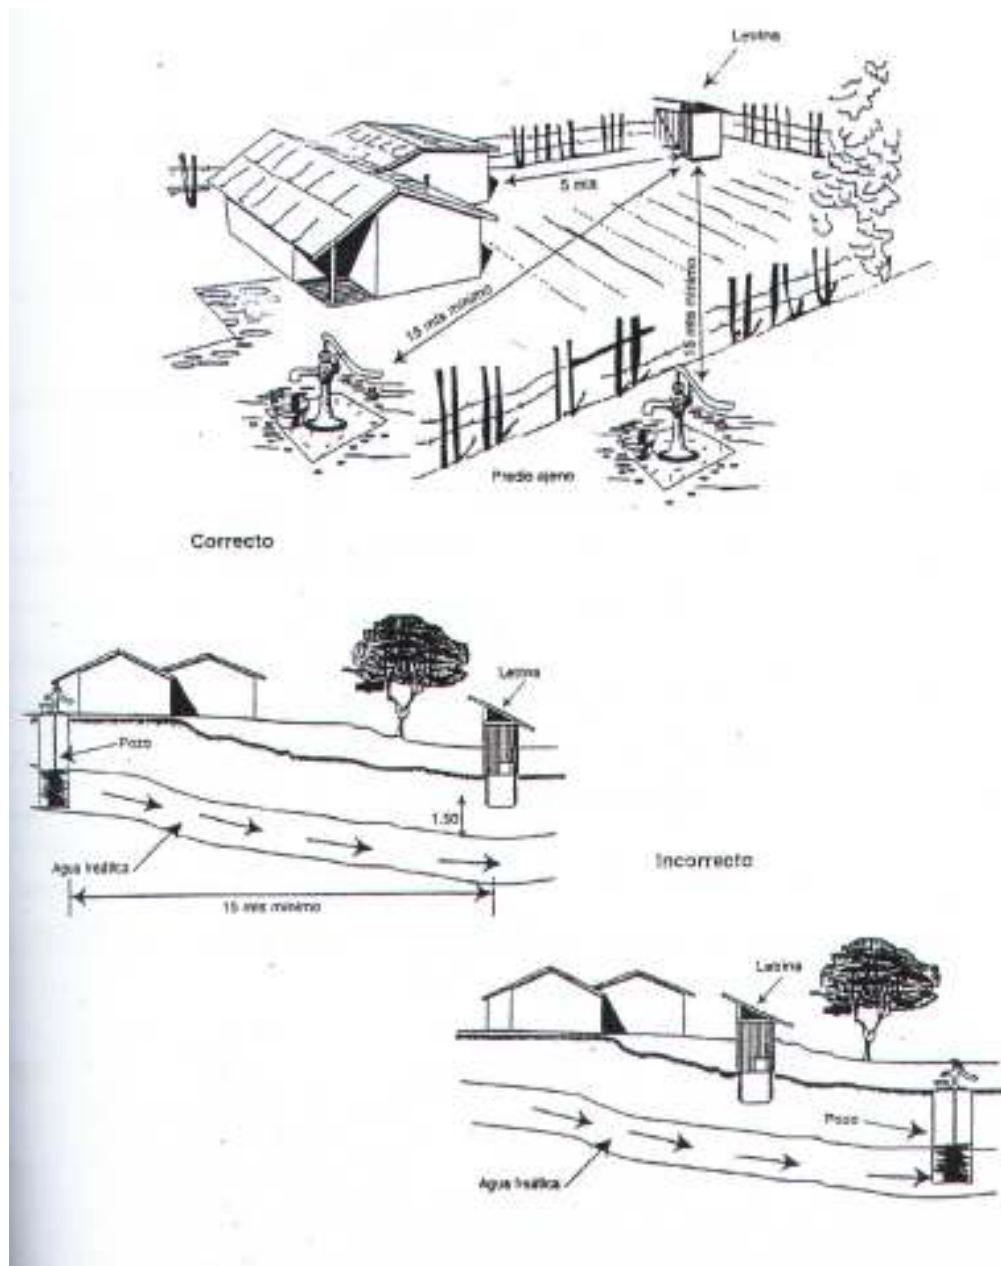 Letrina
5 mts
15 mts mínimo
15 mts mínimo
Predio ajeno
Correcto
Letrina
Pozo
1.50
Agua freática
15 mts mínimo
Incorrecto
Letrina
Pozo
Agua freática